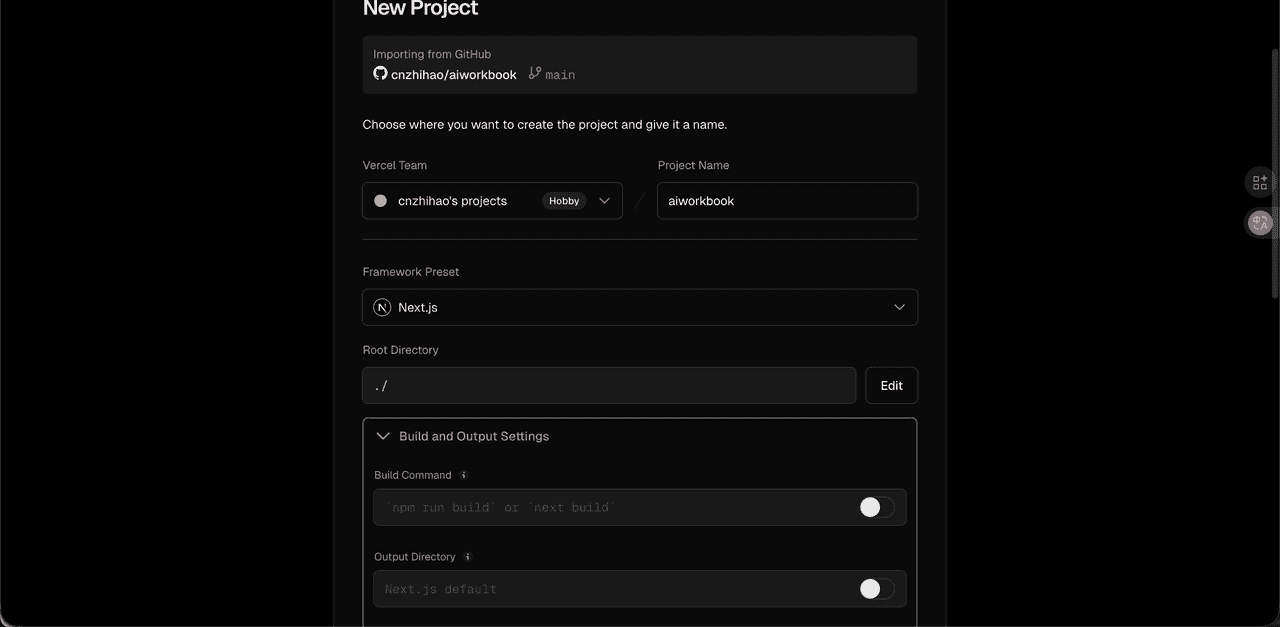 New Project
Importing from GitHub
cnzhihao/aiworkbook main
Choose where you want to create the project and give it a name.
Vercel Team Project Name
cnzhihao's projects Hobby aiworkbook
Framework Preset
Next.js
Root Directory
./ Edit
Build and Output Settings
Build Command
`npm run build` or `next build`
Output Directory
Next.js default